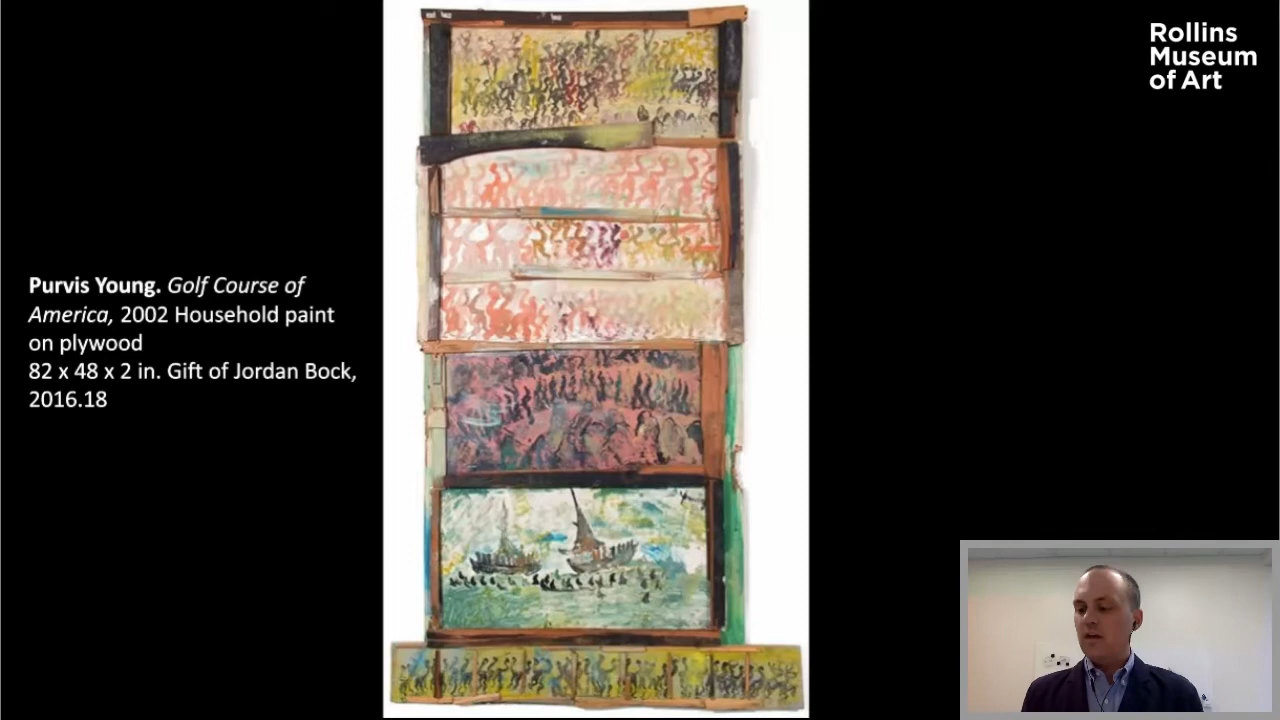 Rollins
Museum
of Art
Purvis Young. Golf Course of
America, 2002 Household paint
on plywood
82 x 48 x 2 in. Gift of Jordan Bock,
2016.18